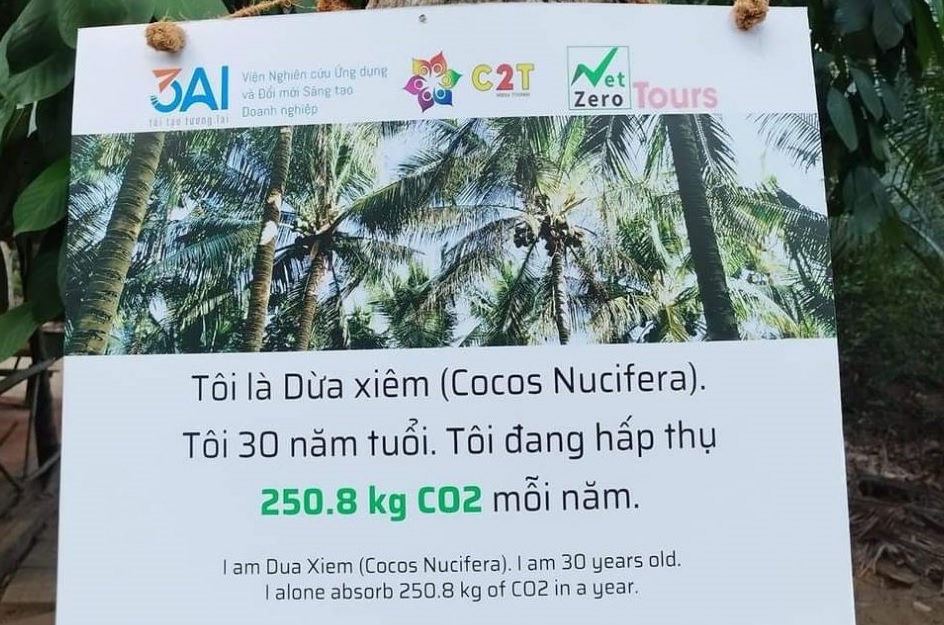 3AI
tái tạo tương lai
Viện Nghiên cứu Ứng dụng
và Đổi mới Sáng tạo
Doanh nghiệp
C2T
Net
Zero Tours
Tôi là Dừa xiêm (Cocos Nucifera).
Tôi 30 năm tuổi. Tôi đang hấp thụ
250.8 kg CO2 mỗi năm.
I am Dua Xiem (Cocos Nucifera). I am 30 years old.
I alone absorb 250.8 kg of CO2 in a year.